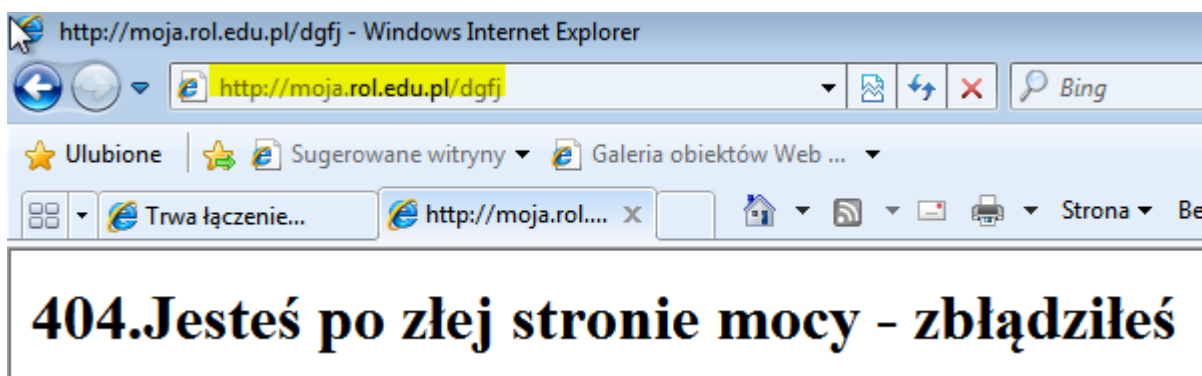 http://moja.rol.edu.pl/dgfj - Windows Internet Explorer
http://moja.rol.edu.pl/dgfj Bing
Ulubione Sugerowane witryny Galeria obiektów Web ...
Trwa łączenie... http://moja.rol.... x Strona Be
404.Jesteś po złej stronie mocy - zbłądziłeś